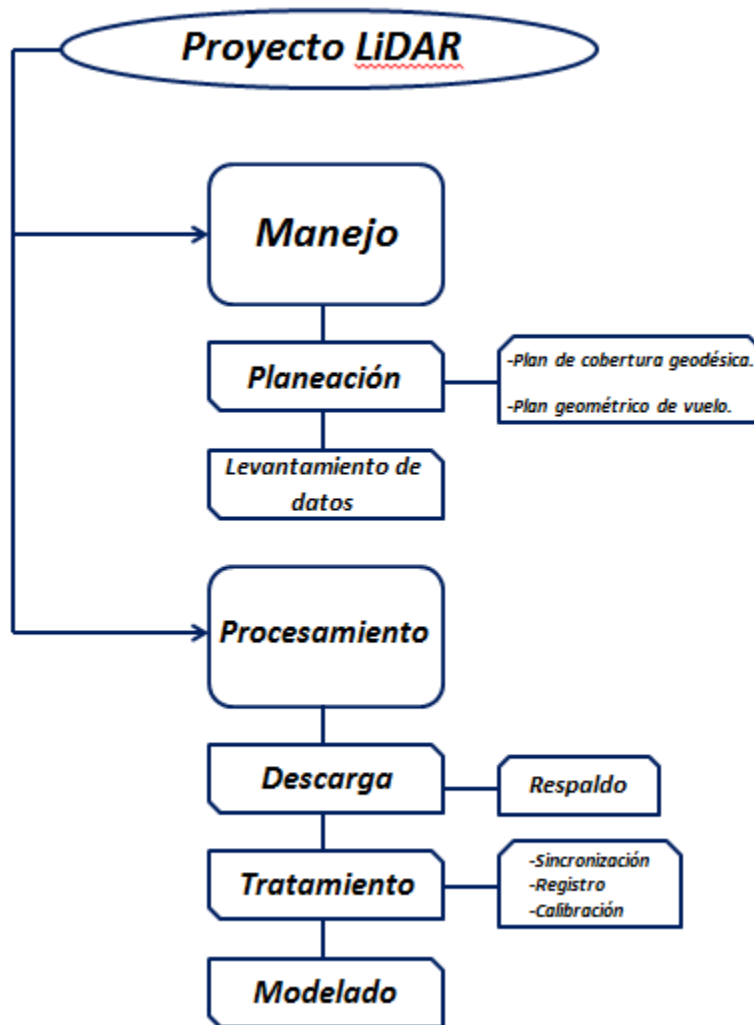 Proyecto LiDAR
Manejo
Planeación
-Plan de cobertura geodésica.
-Plan geométrico de vuelo.
Levantamiento de
datos
Procesamiento
Descarga
Respaldo
Tratamiento
-Sincronización
-Registro
-Calibración
Modelado